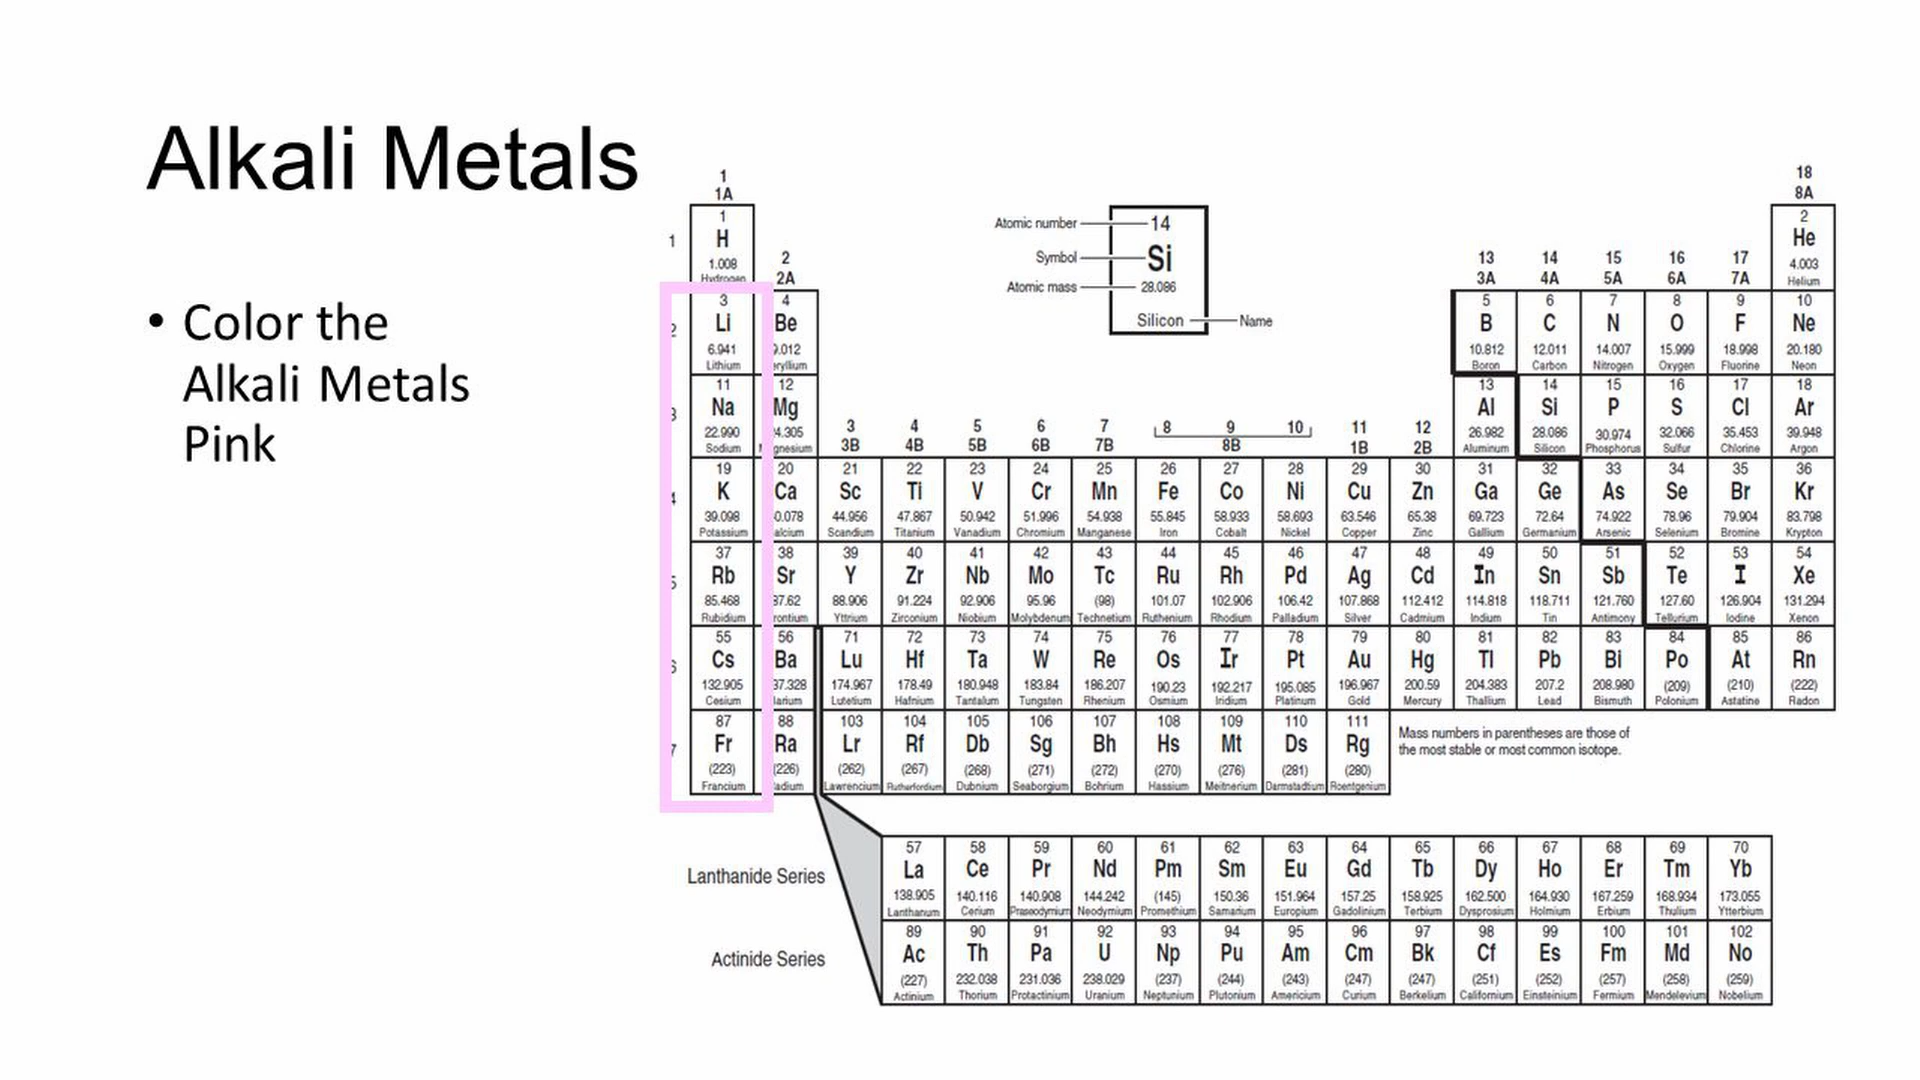 Alkali Metals
• Color the
Alkali Metals
Pink
1
1A
18
8A
1
1
H
1.008
Hydrogen
2
2A
Atomic number
14
Symbol
Si
Atomic mass
28.086
Silicon
Name
13 14 15 16 17
3A 4A 5A 6A 7A
2
He
4.003
Helium
2
3 4 5 6 7 8 9 10
Li Be B C N O F Ne
6.941 9.012 10.812 12.011 14.007 15.999 18.998 20.180
Lithium eryllium Boron Carbon Nitrogen Oxygen Fluorine Neon
3
11 12 13 14 15 16 17 18
Na Mg Al Si P S Cl Ar
22.990 24.305 26.982 28.086 30.974 32.066 35.453 39.948
Sodium gnesium Aluminum Silicon Phosphorus Sulfur Chlorine Argon
3 4 5 6 7 8 9 10 11 12
3B 4B 5B 6B 7B 8B 1B 2B
4
19 20 21 22 23 24 25 26 27 28 29 30 31 32 33 34 35 36
K Ca Sc Ti V Cr Mn Fe Co Ni Cu Zn Ga Ge As Se Br Kr
39.098 0.078 44.956 47.867 50.942 51.996 54.938 55.845 58.933 58.693 63.546 65.38 69.723 72.64 74.922 78.96 79.904 83.798
Potassium alcium Scandium Titanium Vanadium Chromium Manganese Iron Cobalt Nickel Copper Zinc Gallium Germanium Arsenic Selenium Bromine Krypton
5
37 38 39 40 41 42 43 44 45 46 47 48 49 50 51 52 53 54
Rb Sr Y Zr Nb Mo Tc Ru Rh Pd Ag Cd In Sn Sb Te I Xe
85.468 87.62 88.906 91.224 92.906 95.96 (98) 101.07 102.906 106.42 107.868 112.412 114.818 118.711 121.760 127.60 126.904 131.294
Rubidium rontium Yttrium Zirconium Niobium Molybdenum Technetium Ruthenium Rhodium Palladium Silver Cadmium Indium Tin Antimony Tellurium Iodine Xenon
6
55 56 71 72 73 74 75 76 77 78 79 80 81 82 83 84 85 86
Cs Ba Lu Hf Ta W Re Os Ir Pt Au Hg Tl Pb Bi Po At Rn
132.905 37.328 174.967 178.49 180.948 183.84 186.207 190.23 192.217 195.085 196.967 200.59 204.383 207.2 208.980 (209) (210) (222)
Cesium arium Lutetium Hafnium Tantalum Tungsten Rhenium Osmium Iridium Platinum Gold Mercury Thallium Lead Bismuth Polonium Astatine Radon
7
87 88 103 104 105 106 107 108 109 110 111
Fr Ra Lr Rf Db Sg Bh Hs Mt Ds Rg
(223) (226) (262) (267) (268) (271) (272) (270) (276) (281) (280)
Francium adium Lawrencium Rutherfordium Dubnium Seaborgium Bohrium Hassium Meitnerium Darmstadtium Roentgenium
Mass numbers in parentheses are those of
the most stable or most common isotope.
Lanthanide Series
57 58 59 60 61 62 63 64 65 66 67 68 69 70
La Ce Pr Nd Pm Sm Eu Gd Tb Dy Ho Er Tm Yb
138.905 140.116 140.908 144.242 (145) 150.36 151.964 157.25 158.925 162.500 164.930 167.259 168.934 173.055
Lanthanum Cerium Praseodymium Neodymium Promethium Samarium Europium Gadolinium Terbium Dysprosium Holmium Erbium Thulium Ytterbium
Actinide Series
89 90 91 92 93 94 95 96 97 98 99 100 101 102
Ac Th Pa U Np Pu Am Cm Bk Cf Es Fm Md No
(227) 232.038 231.036 238.029 (237) (244) (243) (247) (247) (251) (252) (257) (258) (259)
Actinium Thorium Protactinium Uranium Neptunium Plutonium Americium Curium Berkelium Californium Einsteinium Fermium Mendelevium Nobelium